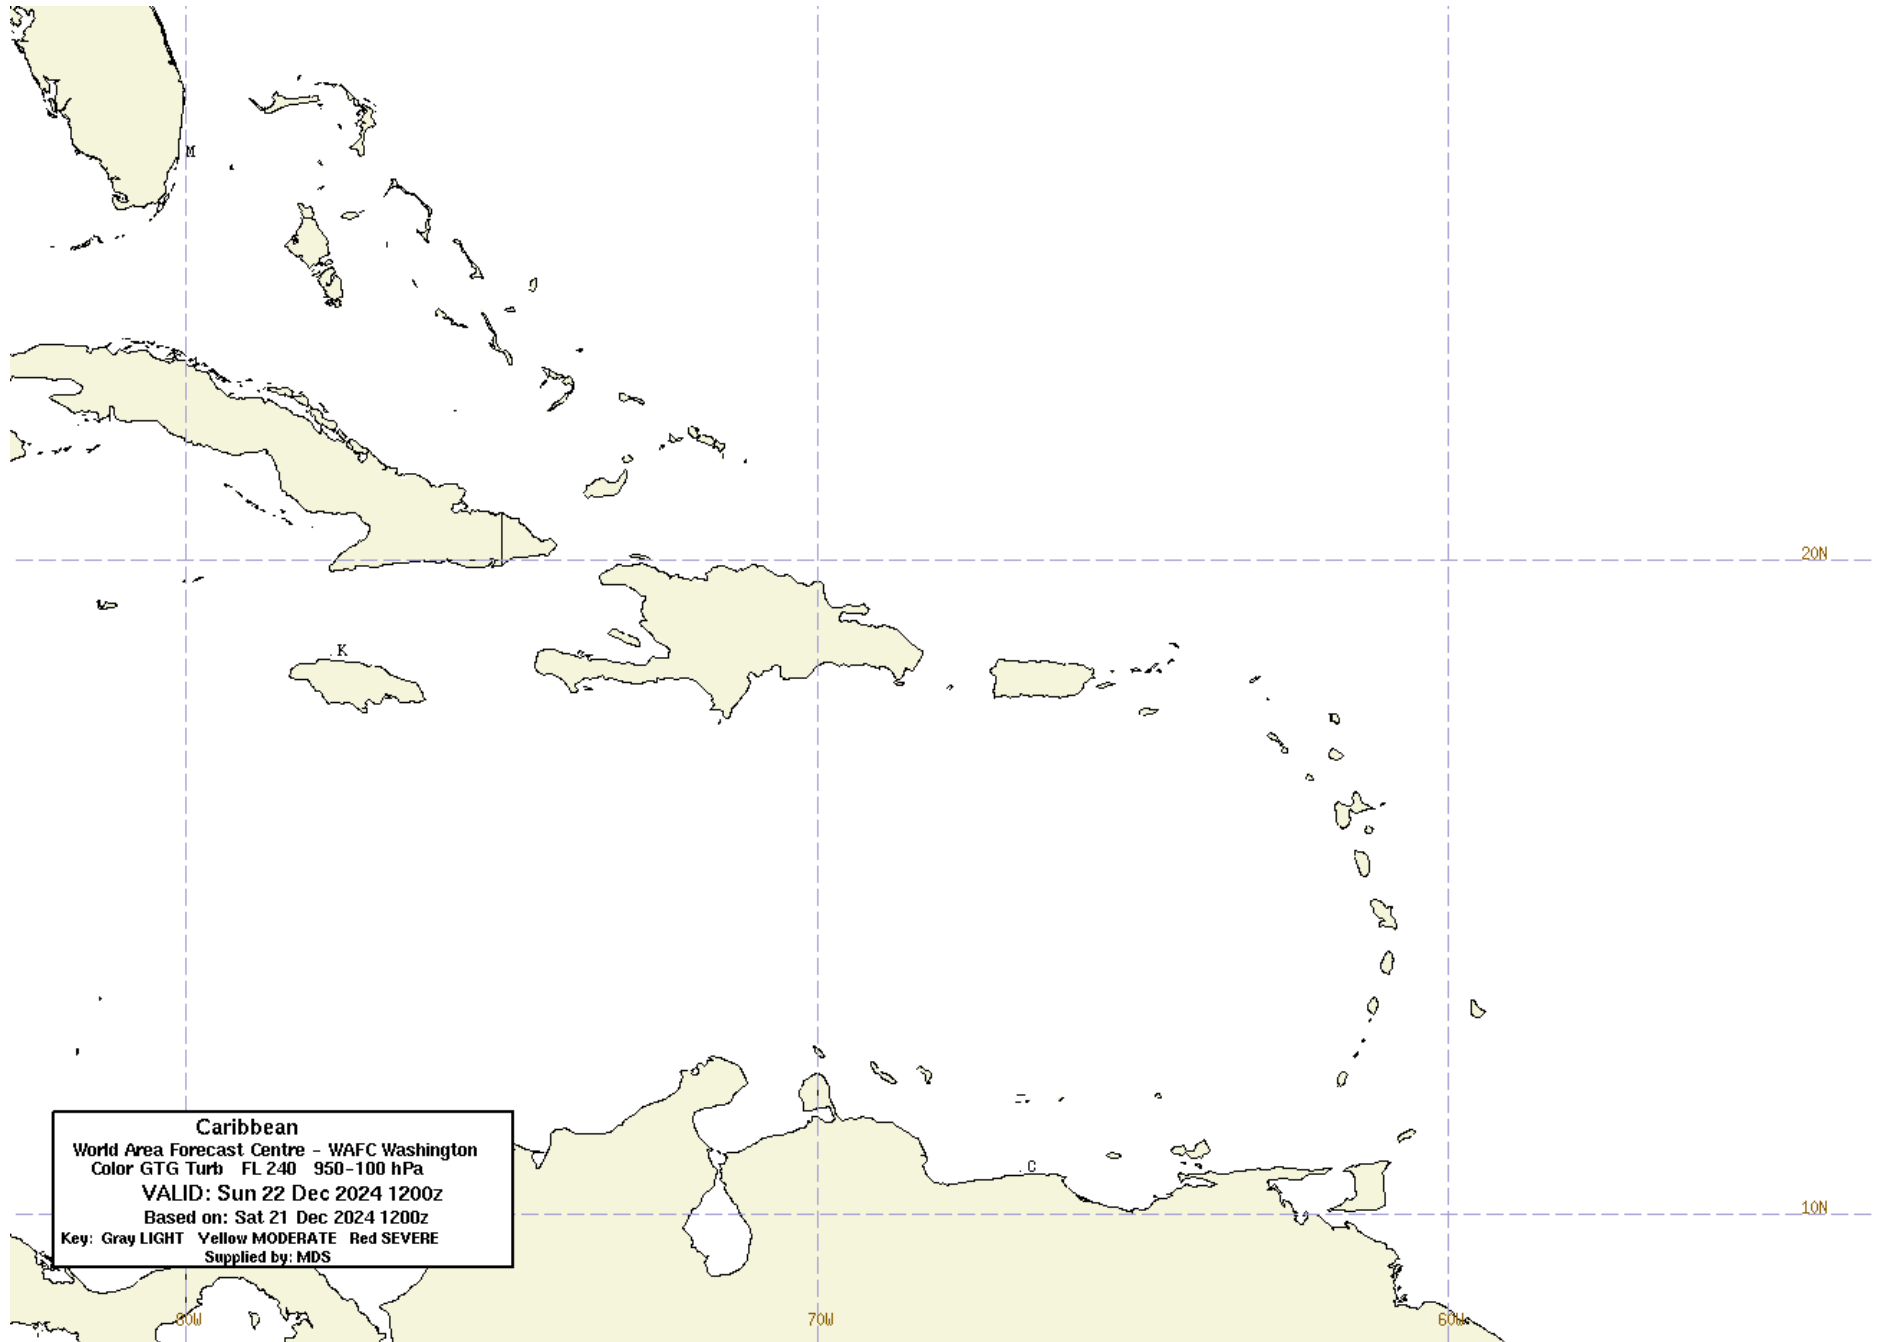 M
20N
K
C
10N
Caribbean
World Area Forecast Centre - WAFC Washington
Color GTG Turb FL 240 950-100 hPa
VALID: Sun 22 Dec 2024 1200z
Based on: Sat 21 Dec 2024 1200z
Key: Gray LIGHT Yellow MODERATE Red SEVERE
Supplied by: MDS
80W
70W
60W